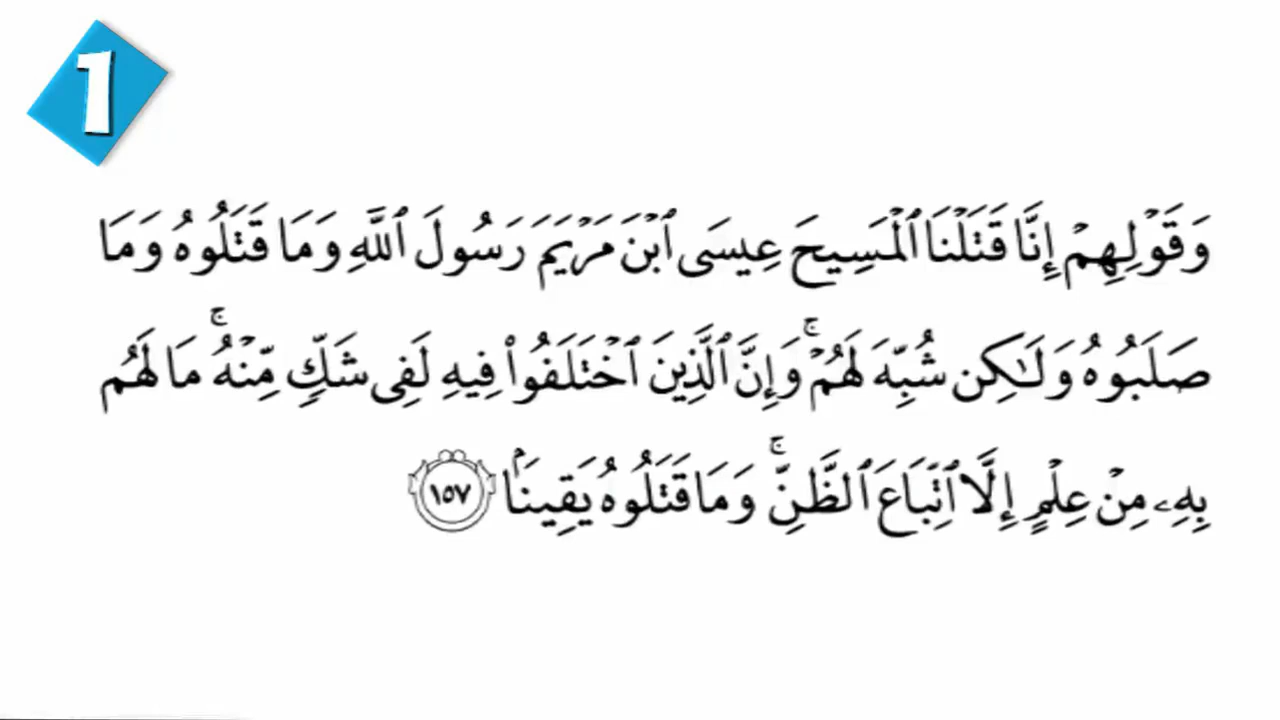 1
وَقَوْلِهِمْ إِنَّا قَتَلْنَا ٱلْمَسِيحَ عِيسَى ٱبْنَ مَرْيَمَ رَسُولَ ٱللَّهِ وَمَا قَتَلُوهُ وَمَا
صَلَبُوهُ وَلَـٰكِن شُبِّهَ لَهُمْ ۚ وَإِنَّ ٱلَّذِينَ ٱخْتَلَفُوا۟ فِيهِ لَفِى شَكٍّ مِّنْهُ ۚ مَا لَهُم
بِهِۦ مِنْ عِلْمٍ إِلَّا ٱتِّبَاعَ ٱلظَّنِّ ۚ وَمَا قَتَلُوهُ يَقِينَۢا ١٥٧